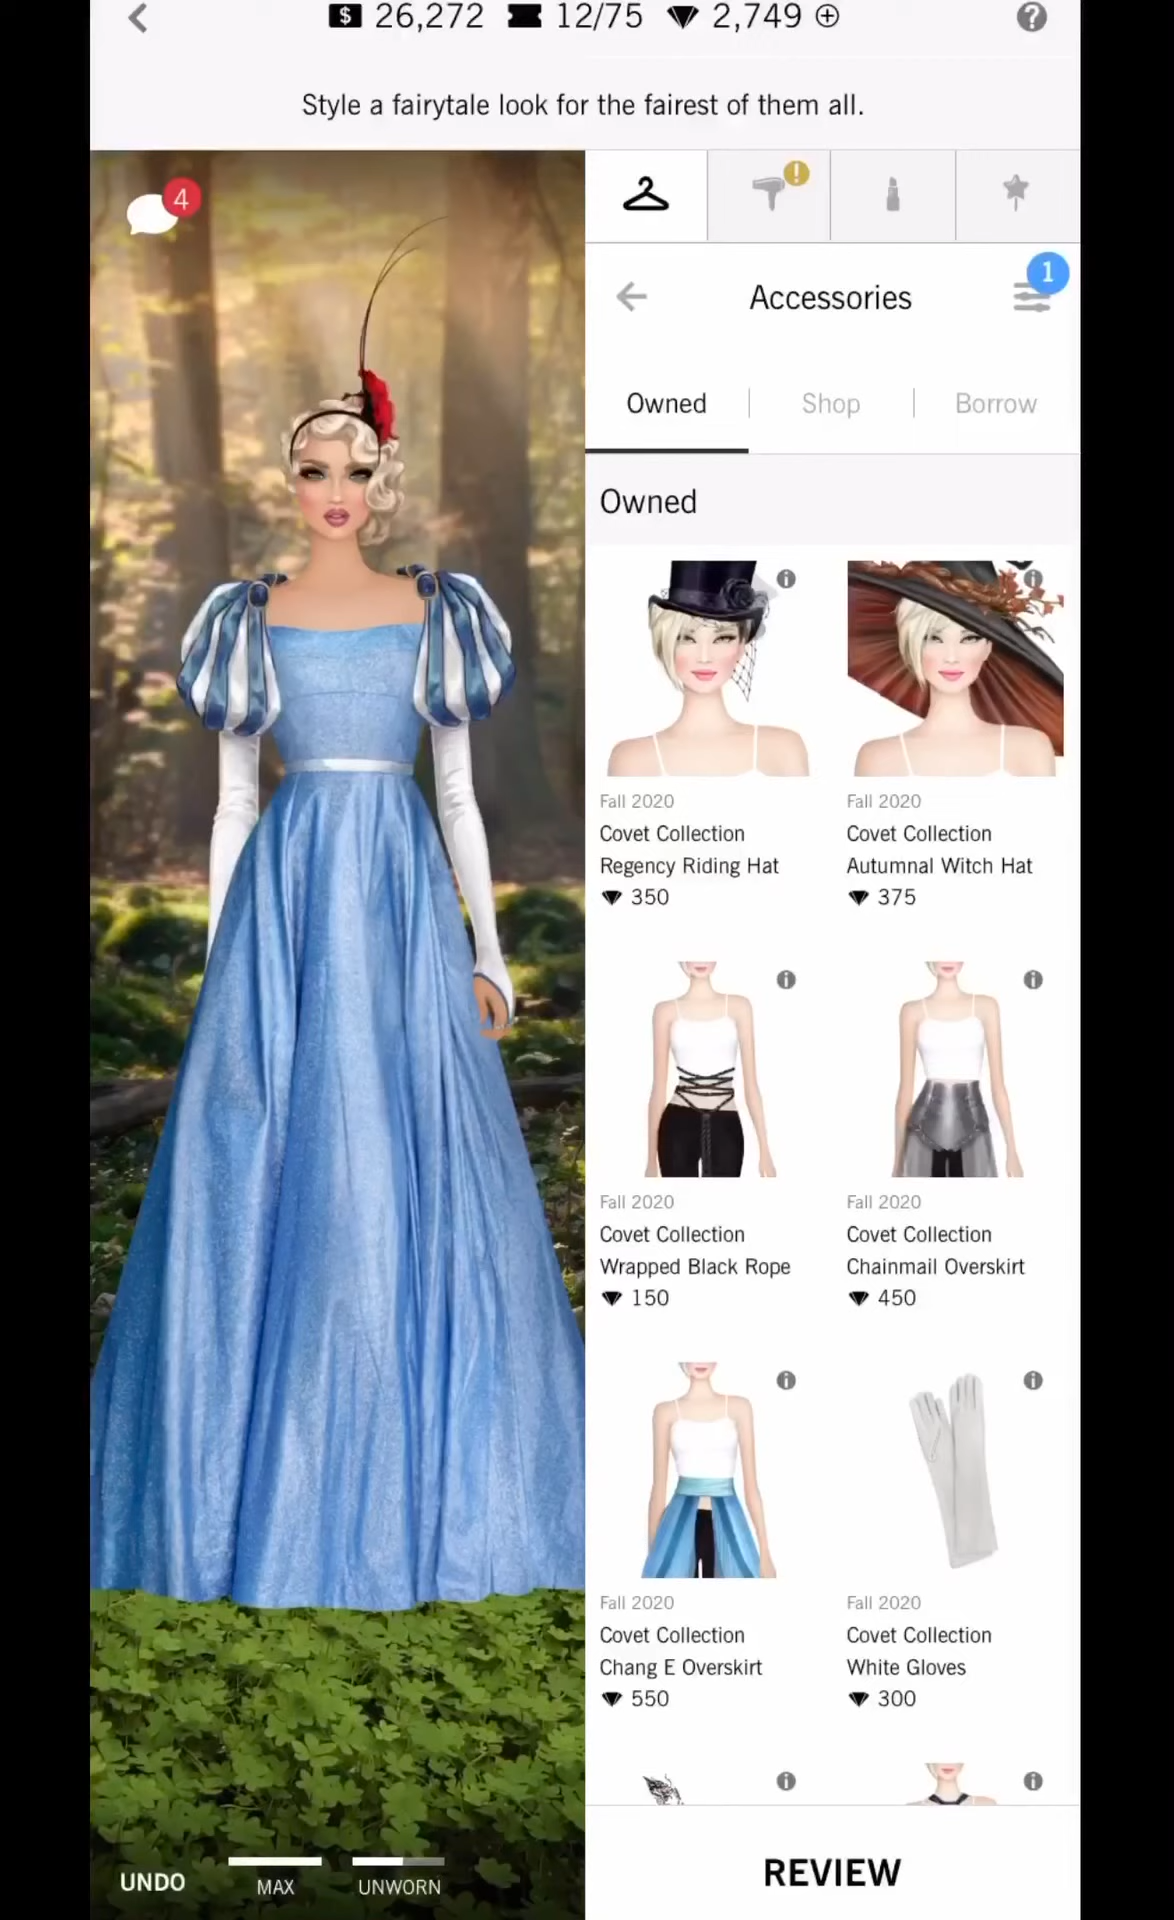 $ 26,272 12/75 2,749
Style a fairytale look for the fairest of them all.
4
1
Accessories
Owned Shop Borrow
Owned
Fall 2020
Covet Collection
Regency Riding Hat
350
Fall 2020
Covet Collection
Autumnal Witch Hat
375
Fall 2020
Covet Collection
Wrapped Black Rope
150
Fall 2020
Covet Collection
Chainmail Overskirt
450
Fall 2020
Covet Collection
Chang E Overskirt
550
Fall 2020
Covet Collection
White Gloves
300
UNDO
MAX
UNWORN
REVIEW